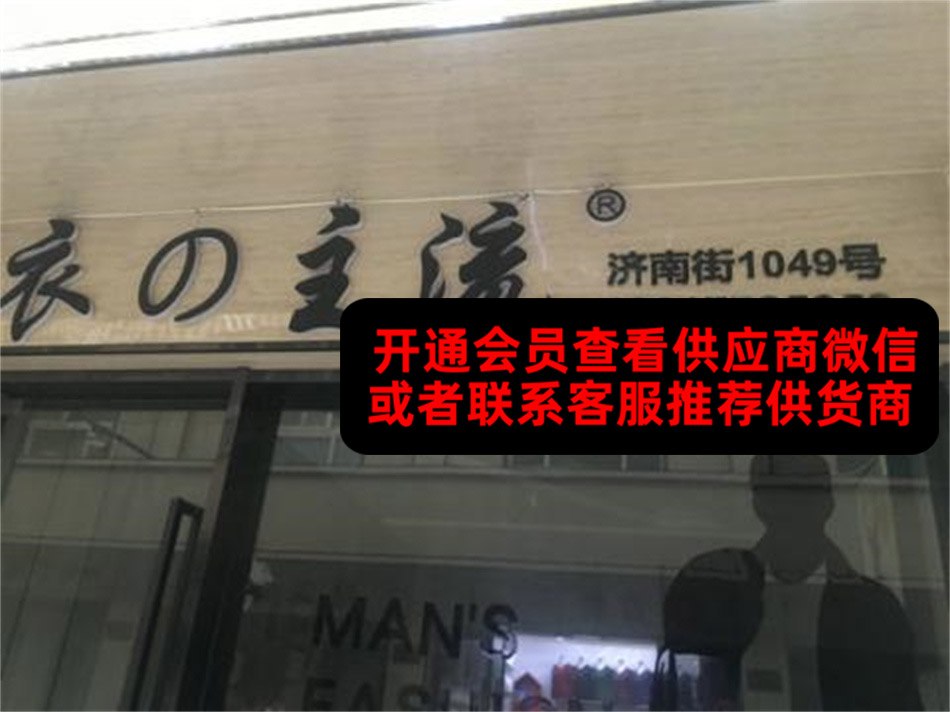 衣の主流®
济南街1049号
开通会员查看供应商微信
或者联系客服推荐供货商
MAN'S